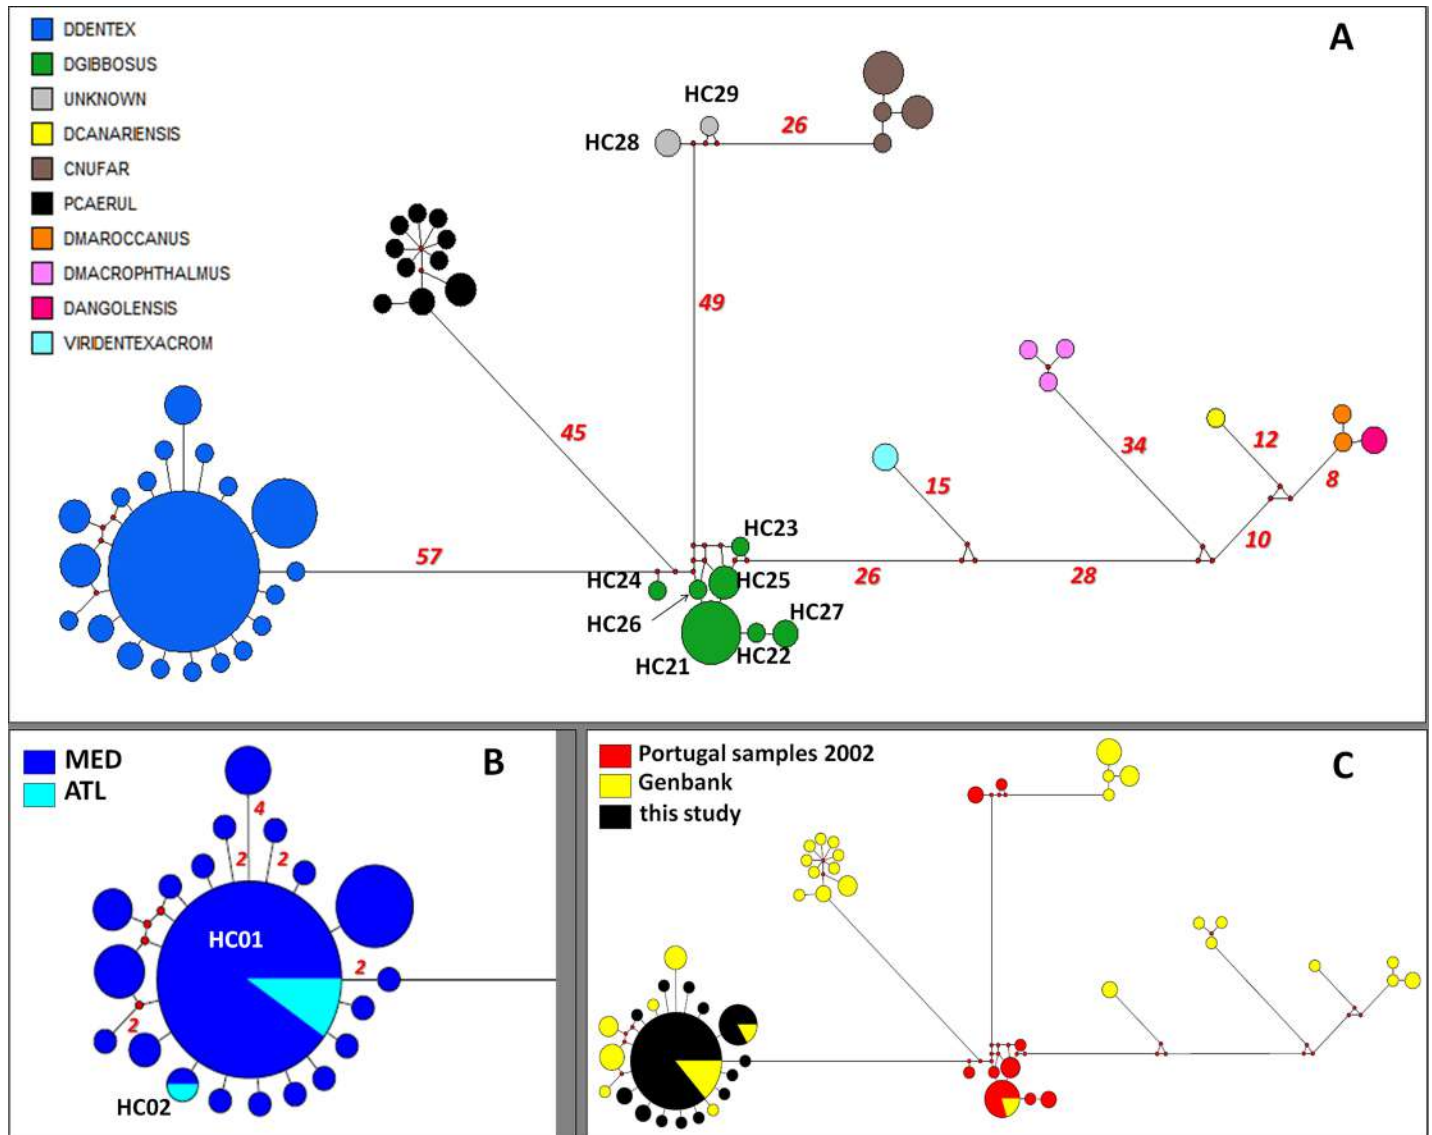 A
DDENTEX
DGIBBOSUS
UNKNOWN
DCANARIENSIS
CNUFAR
PCAERUL
DMAROCCANUS
DMACROPHTHALMUS
DANGOLENSIS
VIRIDENTEXACROM
HC29
HC28
26
49
45
34
12
8
15
10
57
26
28
HC23
HC24
HC25
HC26
HC27
HC22
HC21
B
MED
ATL
4
2
2
HC01
2
2
HC02
C
Portugal samples 2002
Genbank
this study